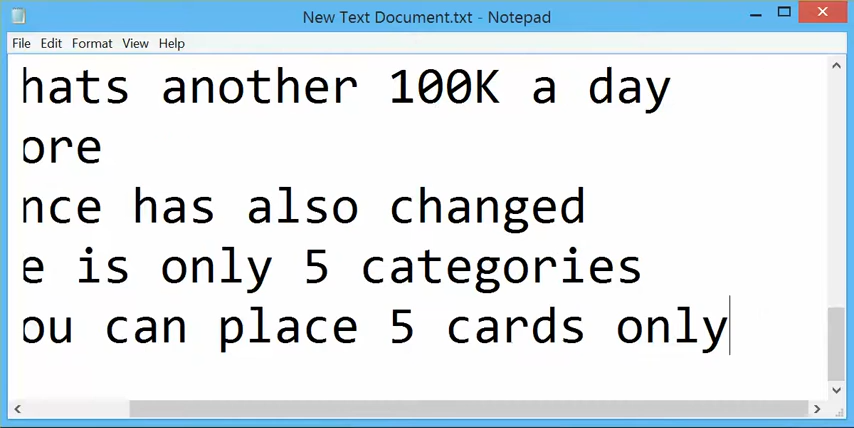 New Text Document.txt - Notepad
File Edit Format View Help
hats another 100K a day
ore
nce has also changed
e is only 5 categories
ou can place 5 cards only